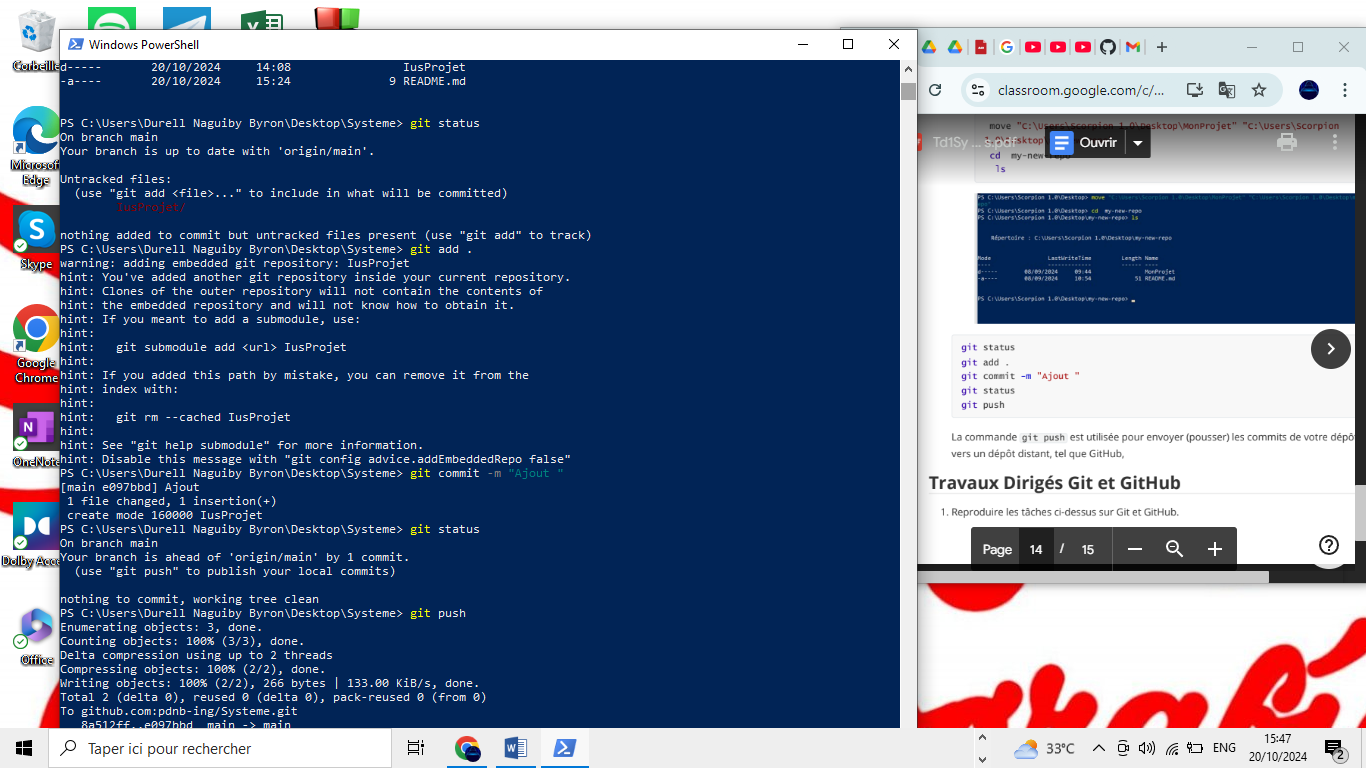 Corbeille
Microsoft
Edge
Skype
Google
Chrome
OneNote
Dolby Acce
Office
Windows PowerShell
d----- 20/10/2024 14:08 IusProjet
-a---- 20/10/2024 15:24 9 README.md
PS C:\Users\Durell Naguiby Byron\Desktop\Systeme> git status
On branch main
Your branch is up to date with 'origin/main'.
Untracked files:
(use "git add <file>..." to include in what will be committed)
IusProjet/
nothing added to commit but untracked files present (use "git add" to track)
PS C:\Users\Durell Naguiby Byron\Desktop\Systeme> git add .
warning: adding embedded git repository: IusProjet
hint: You've added another git repository inside your current repository.
hint: Clones of the outer repository will not contain the contents of
hint: the embedded repository and will not know how to obtain it.
hint: If you meant to add a submodule, use:
hint:
hint: git submodule add <url> IusProjet
hint:
hint: If you added this path by mistake, you can remove it from the
hint: index with:
hint:
hint: git rm --cached IusProjet
hint:
hint: See "git help submodule" for more information.
hint: Disable this message with "git config advice.addEmbeddedRepo false"
PS C:\Users\Durell Naguiby Byron\Desktop\Systeme> git commit -m "Ajout "
[main e097bbd] Ajout
1 file changed, 1 insertion(+)
create mode 160000 IusProjet
PS C:\Users\Durell Naguiby Byron\Desktop\Systeme> git status
On branch main
Your branch is ahead of 'origin/main' by 1 commit.
(use "git push" to publish your local commits)
nothing to commit, working tree clean
PS C:\Users\Durell Naguiby Byron\Desktop\Systeme> git push
Enumerating objects: 3, done.
Counting objects: 100% (3/3), done.
Delta compression using up to 2 threads
Compressing objects: 100% (2/2), done.
Writing objects: 100% (2/2), 266 bytes | 133.00 KiB/s, done.
Total 2 (delta 0), reused 0 (delta 0), pack-reused 0 (from 0)
To github.com:pdnb-ing/Systeme.git
8a512ff..e097bbd main -> main
classroom.google.com/c/...
move "C:\Users\Scorpion 1.0\Desktop\MonProjet" "C:\Users\Scorpion
Td1Sy ... s.pdf
Ouvrir
cd my-new-repo
ls
PS C:\Users\Scorpion 1.0\Desktop> move "C:\Users\Scorpion 1.0\Desktop\MonProjet" "C:\Users\Scorpion 1.0\Desktop\my-new-
PS C:\Users\Scorpion 1.0\Desktop> cd my-new-repo
PS C:\Users\Scorpion 1.0\Desktop\my-new-repo> ls
Répertoire : C:\Users\Scorpion 1.0\Desktop\my-new-repo
Mode LastWriteTime Length Name
---- ------------- ------ ----
d----- 08/09/2024 09:44 MonProjet
-a---- 08/09/2024 10:54 51 README.md
PS C:\Users\Scorpion 1.0\Desktop\my-new-repo>
git status
git add .
git commit -m "Ajout "
git status
git push
La commande git push est utilisée pour envoyer (pousser) les commits de votre dépô
vers un dépôt distant, tel que GitHub,
Travaux Dirigés Git et GitHub
1. Reproduire les tâches ci-dessus sur Git et GitHub.
Page 14 / 15
Taper ici pour rechercher
33°C
ENG
15:47
20/10/2024
2